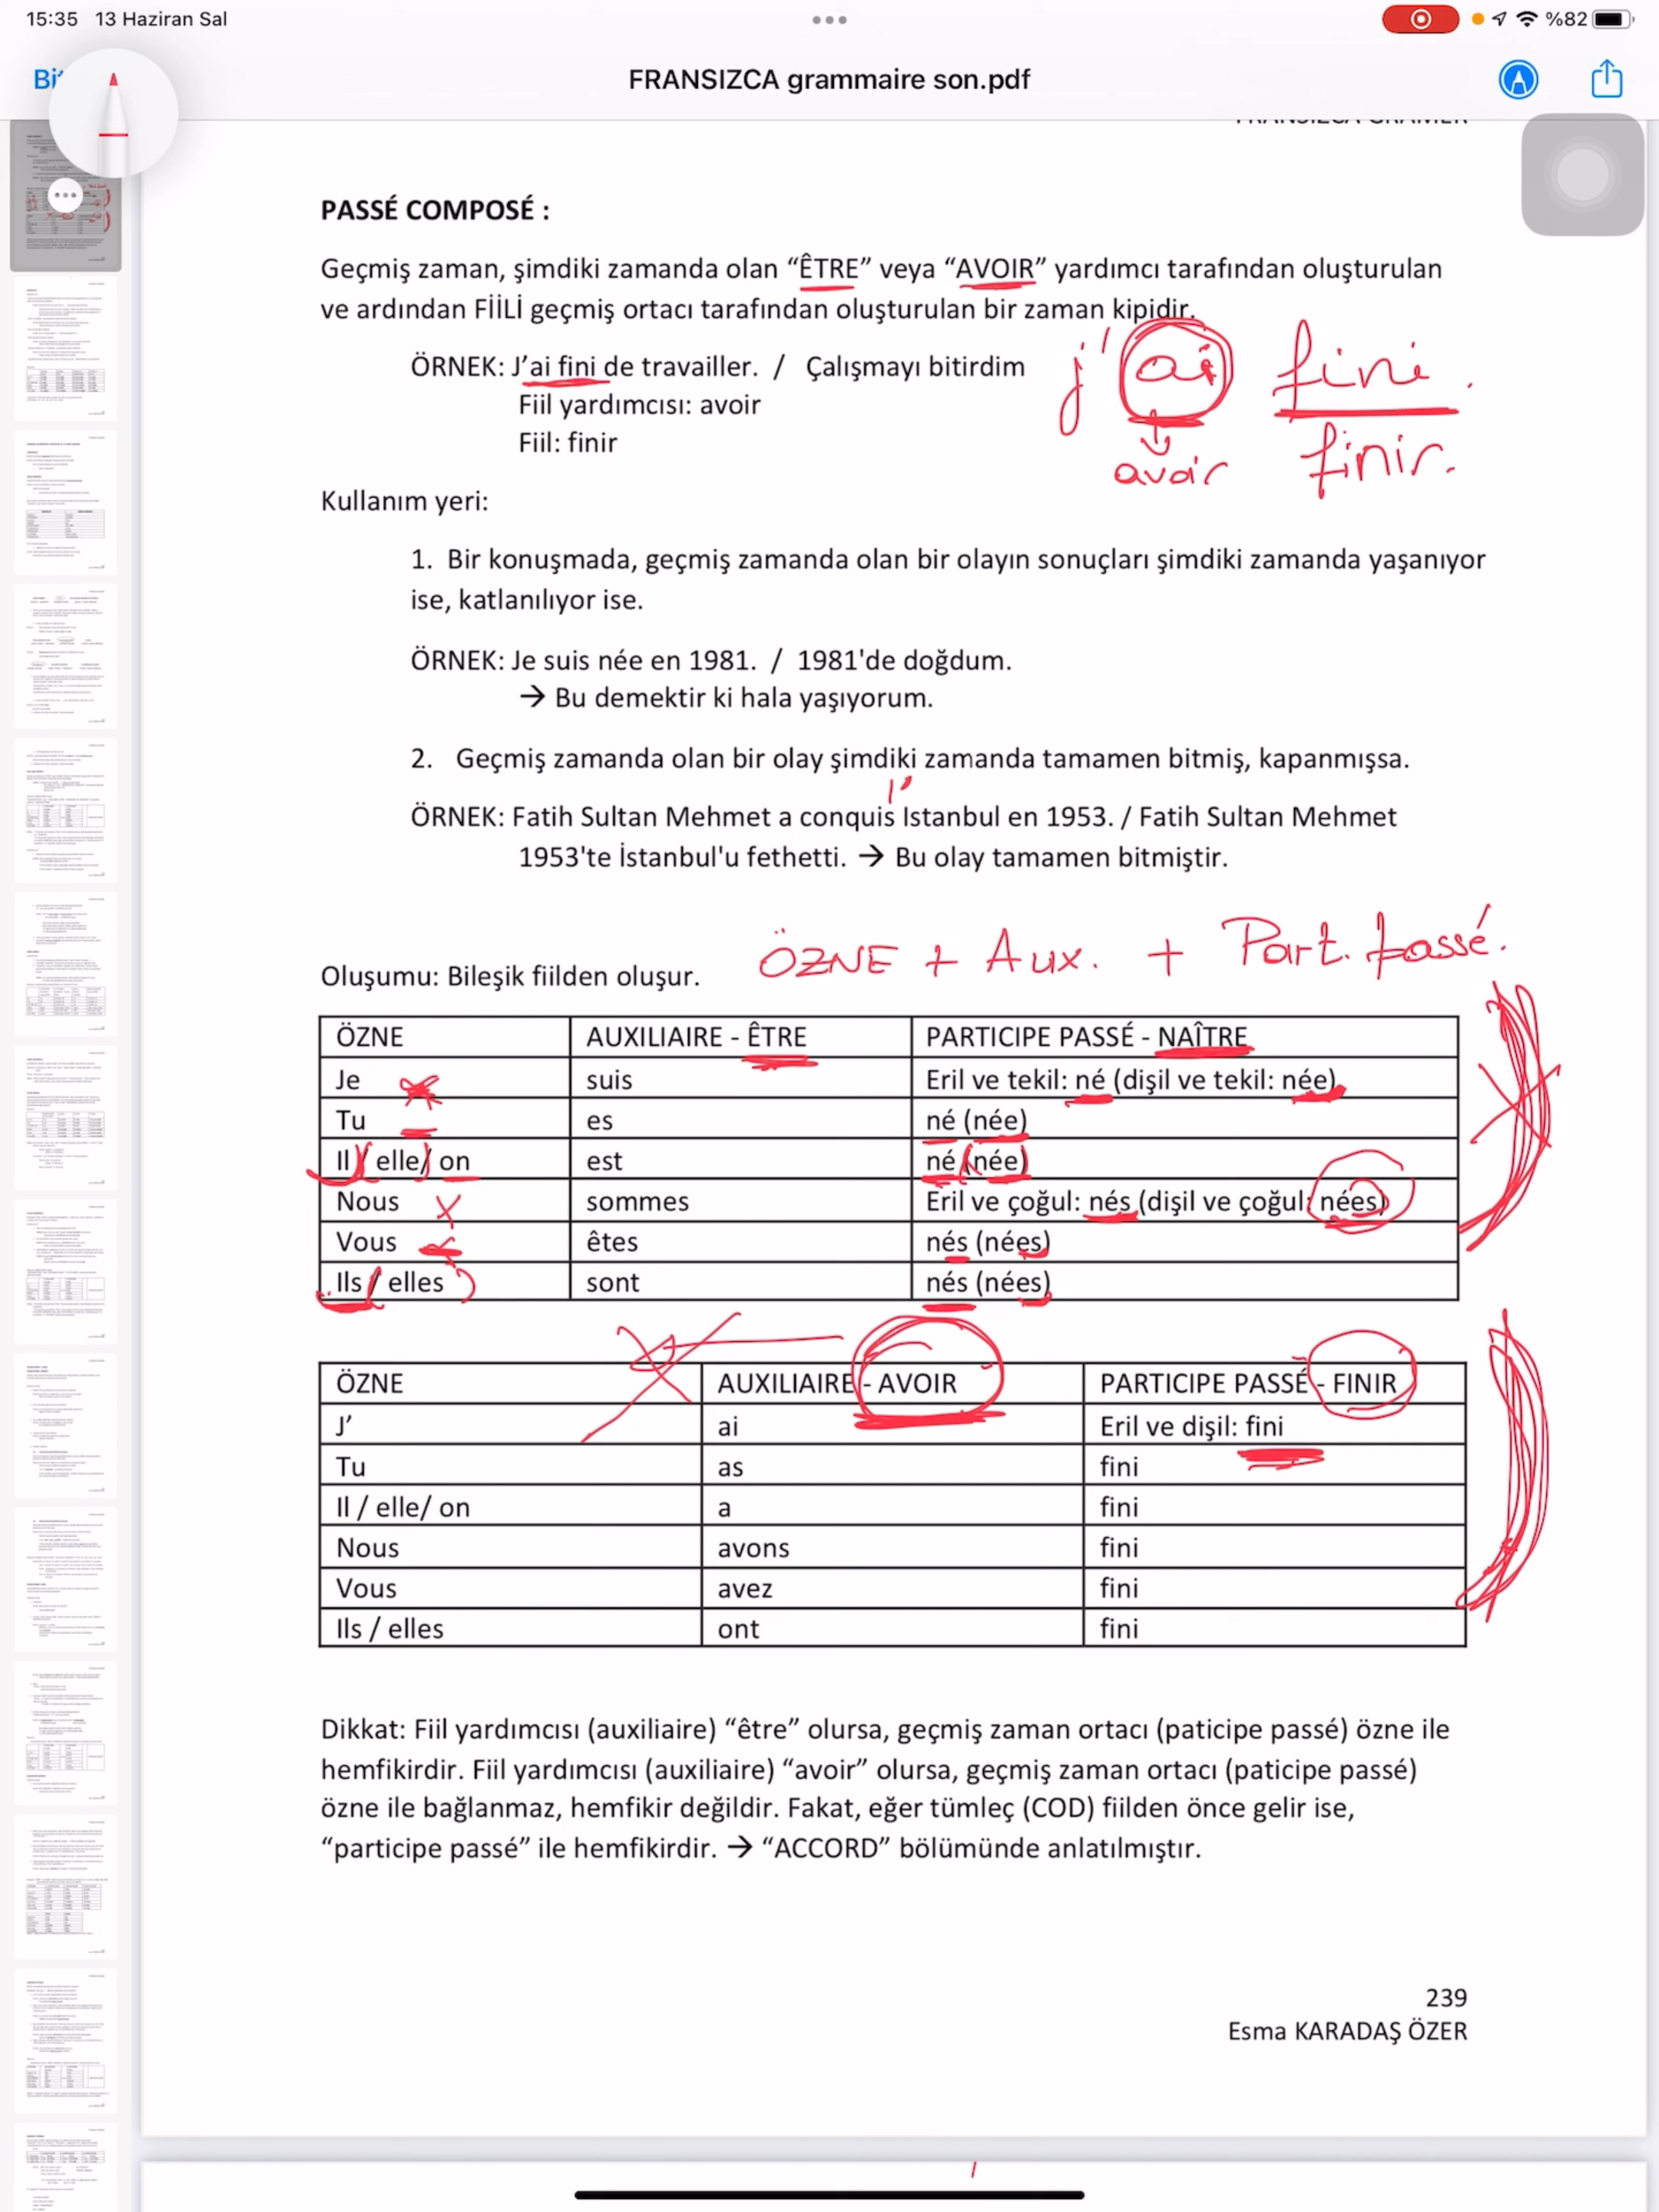 15:35 13 Haziran Sal
%82
FRANSIZCA grammaire son.pdf
PASSÉ COMPOSÉ :
Geçmiş zaman, şimdiki zamanda olan “ÊTRE” veya “AVOIR” yardımcı tarafından oluşturulan
ve ardından FİİLİ geçmiş ortacı tarafından oluşturulan bir zaman kipidir.
ÖRNEK: J’ai fini de travailler. / Çalışmayı bitirdim
j' ai fini.
Fiil yardımcısı: avoir
Fiil: finir
avoir finir.
Kullanım yeri:
1. Bir konuşmada, geçmiş zamanda olan bir olayın sonuçları şimdiki zamanda yaşanıyor
ise, katlanılıyor ise.
ÖRNEK: Je suis née en 1981. / 1981'de doğdum.
→ Bu demektir ki hala yaşıyorum.
2. Geçmiş zamanda olan bir olay şimdiki zamanda tamamen bitmiş, kapanmışsa.
l'
ÖRNEK: Fatih Sultan Mehmet a conquis Istanbul en 1953. / Fatih Sultan Mehmet
1953'te İstanbul'u fethetti. → Bu olay tamamen bitmiştir.
ÖZNE + Aux. + Part. passé.
Oluşumu: Bileşik fiilden oluşur.
ÖZNE AUXILIAIRE - ÊTRE PARTICIPE PASSÉ - NAÎTRE
Je suis Eril ve tekil: né (dişil ve tekil: née)
Tu es né (née)
Il / elle/ on est né (née)
Nous sommes Eril ve çoğul: nés (dişil ve çoğul: nées)
Vous êtes nés (nées)
Ils / elles sont nés (nées)
ÖZNE AUXILIAIRE - AVOIR PARTICIPE PASSÉ - FINIR
J’ ai Eril ve dişil: fini
Tu as fini
Il / elle/ on a fini
Nous avons fini
Vous avez fini
Ils / elles ont fini
Dikkat: Fiil yardımcısı (auxiliaire) “être” olursa, geçmiş zaman ortacı (paticipe passé) özne ile
hemfikirdir. Fiil yardımcısı (auxiliaire) “avoir” olursa, geçmiş zaman ortacı (paticipe passé)
özne ile bağlanmaz, hemfikir değildir. Fakat, eğer tümleç (COD) fiilden önce gelir ise,
“participe passé” ile hemfikirdir. → “ACCORD” bölümünde anlatılmıştır.
239
Esma KARADAŞ ÖZER